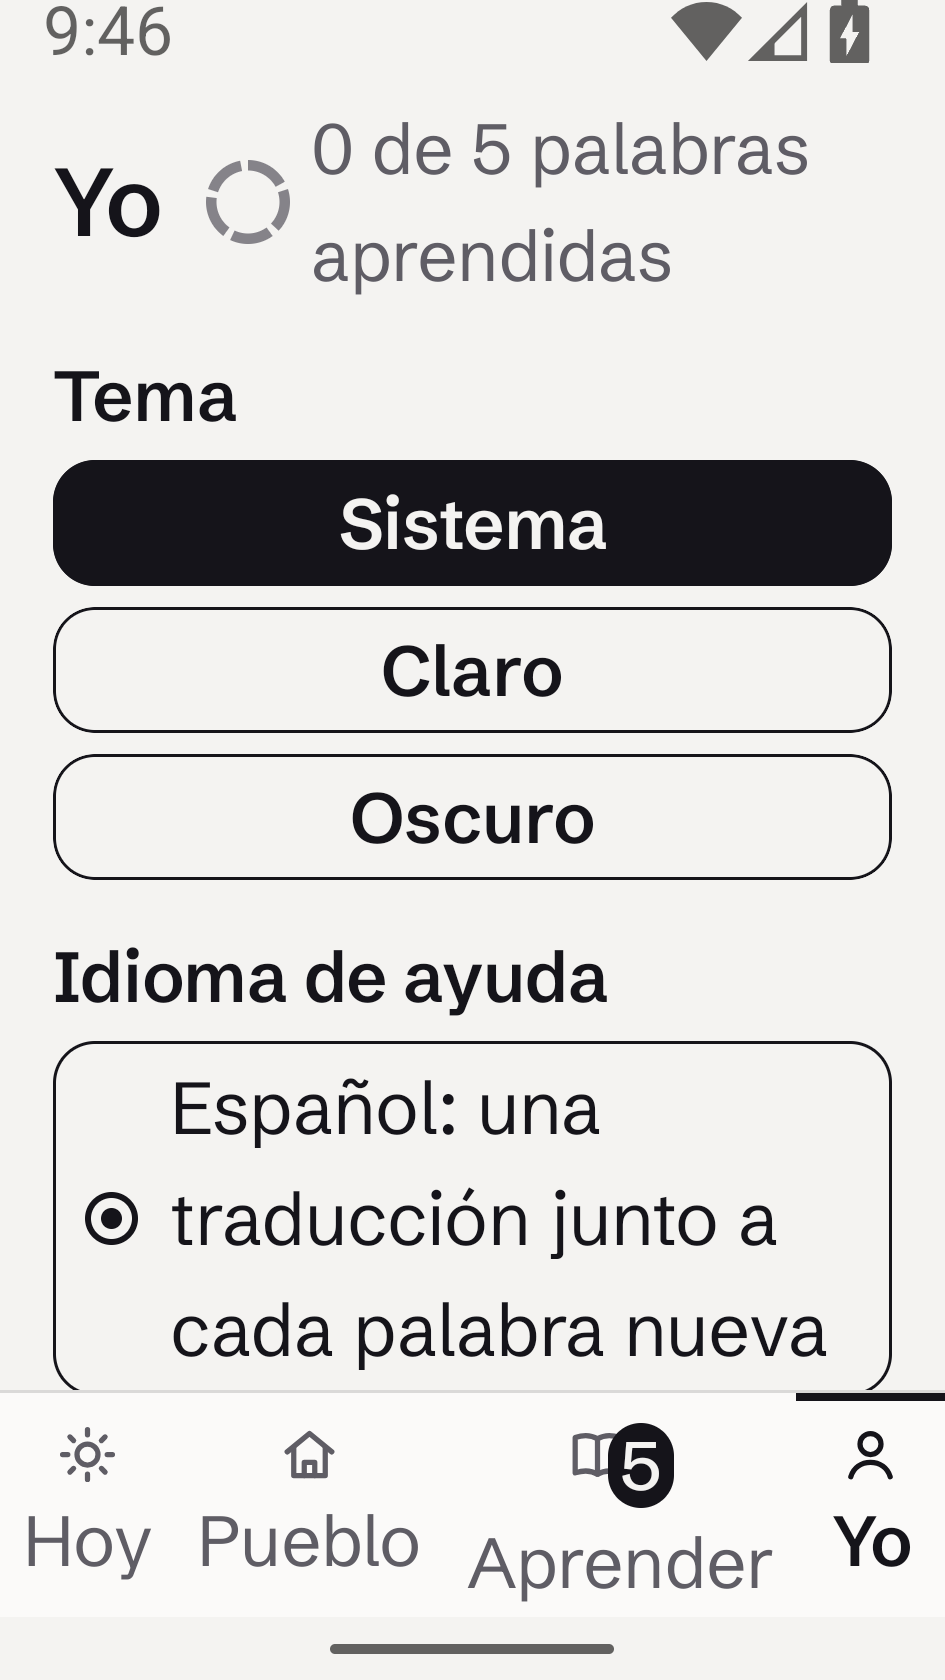 9:46
Yo
0 de 5 palabras
aprendidas
Tema
Sistema
Claro
Oscuro
Idioma de ayuda
Español: una
traducción junto a
cada palabra nueva
5
Hoy
Pueblo
Aprender
Yo